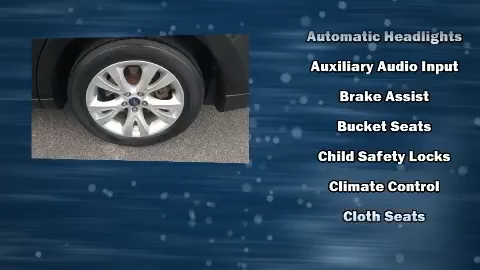 Automatic Headlights
Auxiliary Audio Input
Brake Assist
Bucket Seats
Child Safety Locks
Climate Control
Cloth Seats